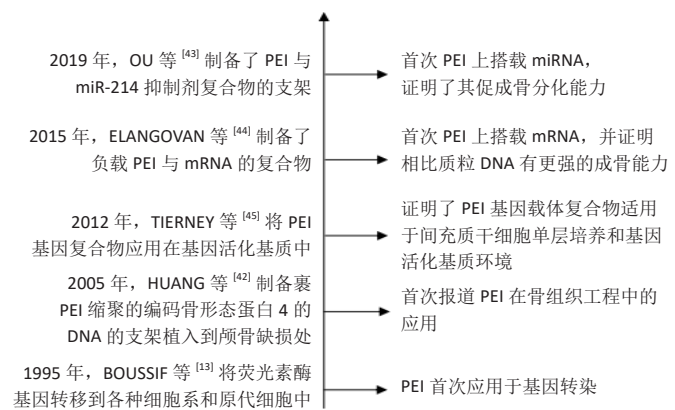 2019 年，OU 等 [43] 制备了 PEI 与
miR-214 抑制剂复合物的支架
首次 PEI 上搭载 miRNA，
证明了其促成骨分化能力
2015 年，ELANGOVAN 等 [44] 制备了
负载 PEI 与 mRNA 的复合物
首次 PEI 上搭载 mRNA，并证明
相比质粒 DNA 有更强的成骨能力
2012 年，TIERNEY 等 [45] 将 PEI
基因复合物应用在基因活化基质中
证明了 PEI 基因载体复合物适用
于间充质干细胞单层培养和基因
活化基质环境
2005 年，HUANG 等 [42] 制备裹
PEI 缩聚的编码骨形态蛋白 4 的
DNA 的支架植入到颅骨缺损处
首次报道 PEI 在骨组织工程中的
应用
1995 年，BOUSSIF 等 [13] 将荧光素酶
基因转移到各种细胞系和原代细胞中
PEI 首次应用于基因转染